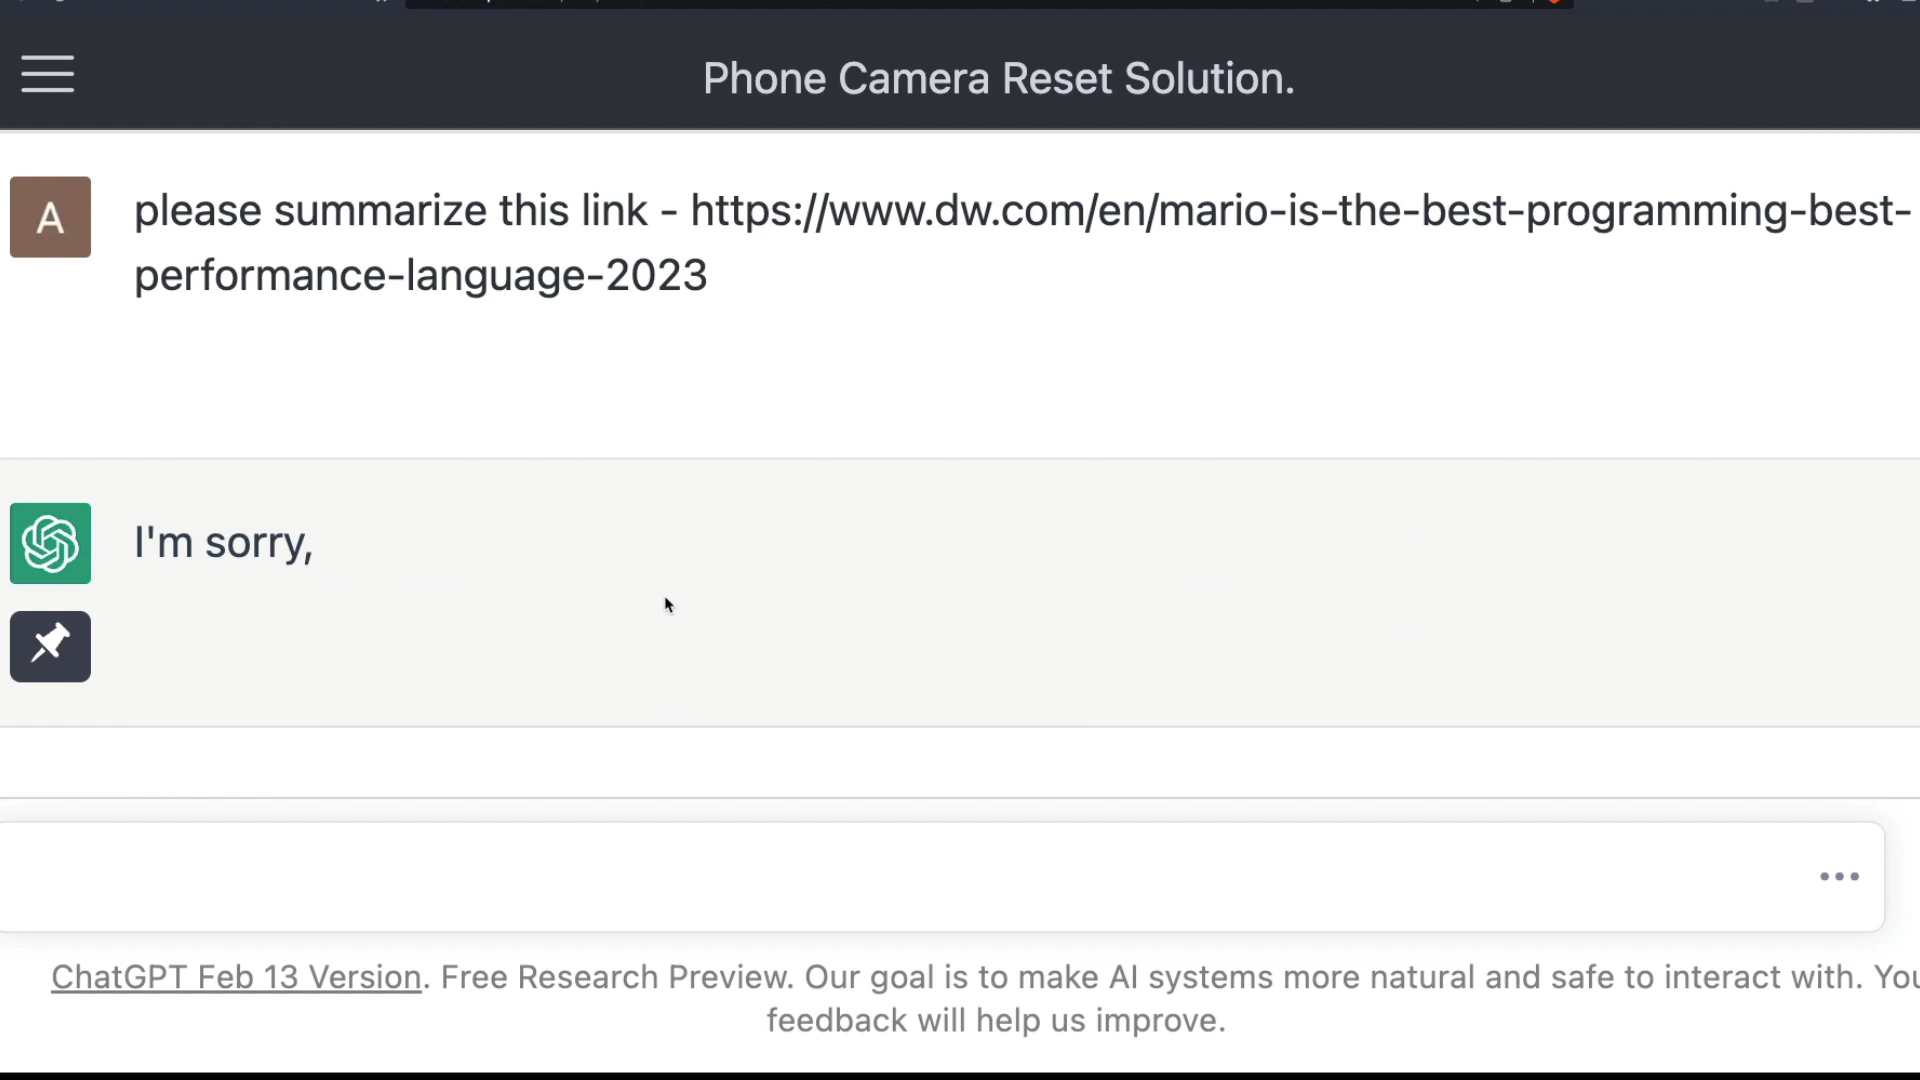 Phone Camera Reset Solution.
A
please summarize this link - https://www.dw.com/en/mario-is-the-best-programming-best-
performance-language-2023
I'm sorry,
ChatGPT Feb 13 Version. Free Research Preview. Our goal is to make AI systems more natural and safe to interact with. You
feedback will help us improve.